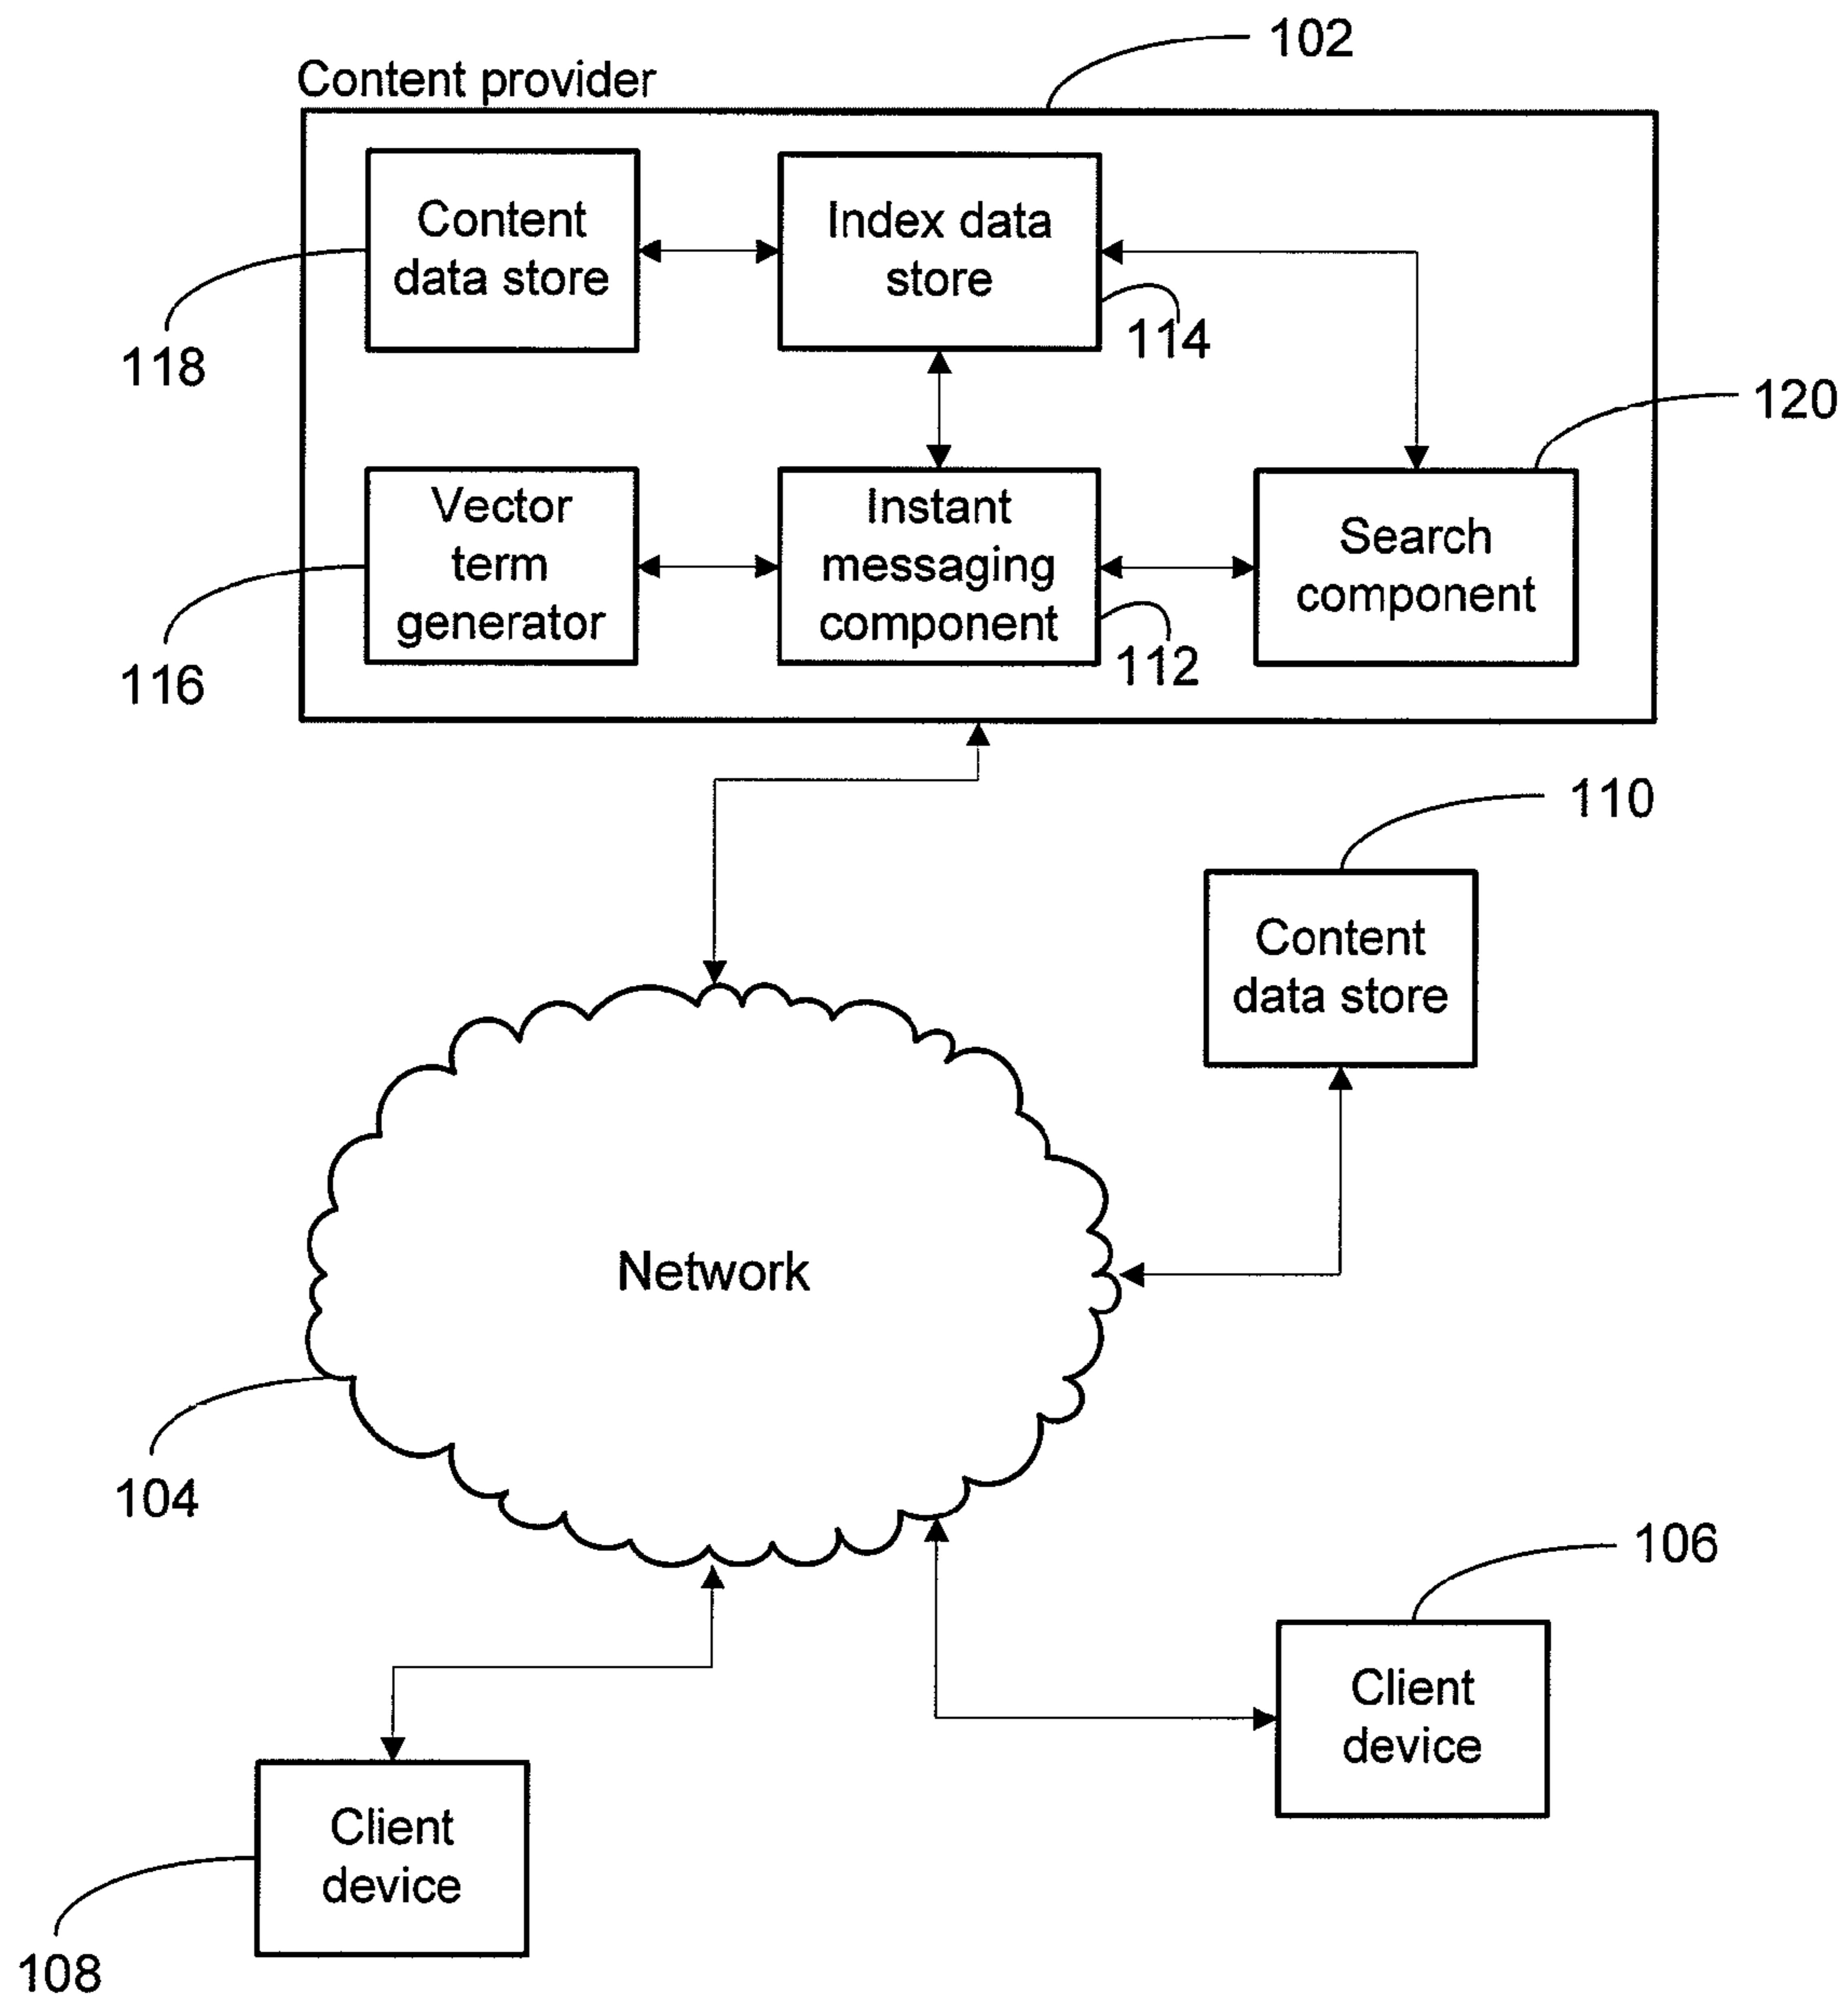 102
Content provider
Content
data store
Index data
store
118
114
120
Vector
term
generator
Instant
messaging
component
Search
component
116
112
110
Content
data store
Network
104
106
Client
device
Client
device
108